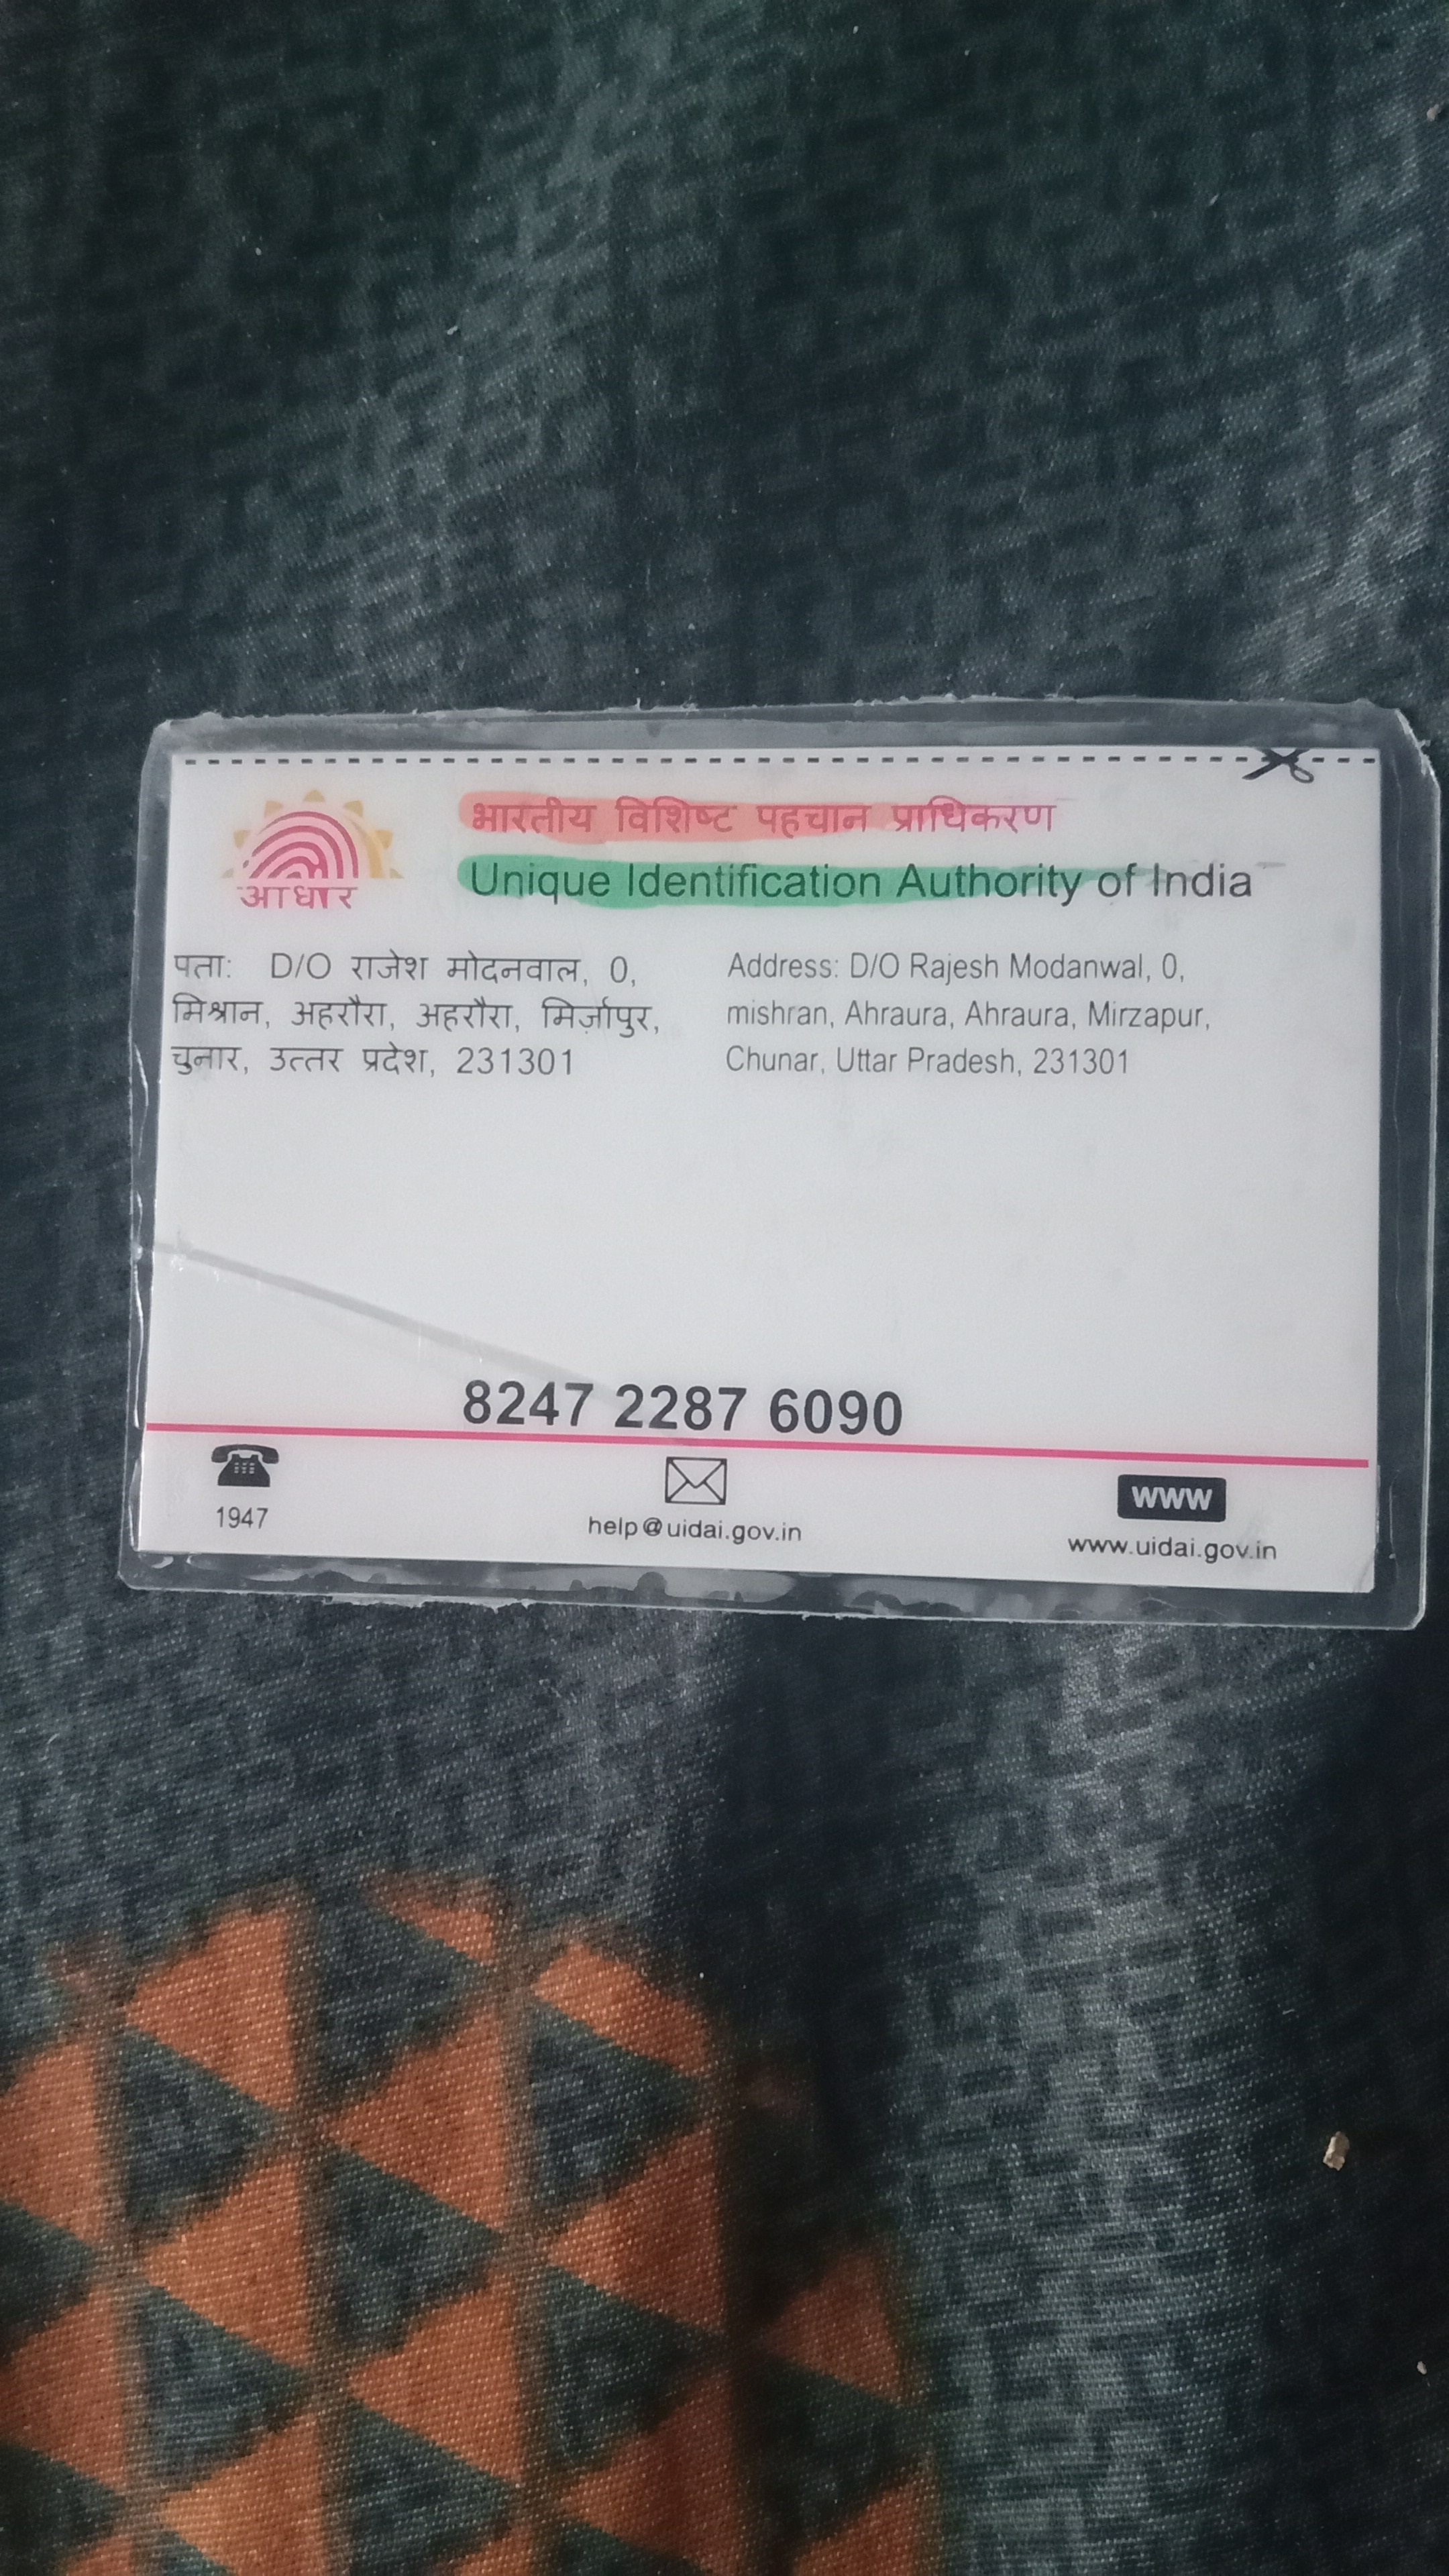 भारतीय विशिष्ट पहचान प्राधिकरण
Unique Identification Authority of India
आधार
पता: D/O राजेश मोदनवाल, 0,
मिश्रान, अहरौरा, अहरौरा, मिर्ज़ापुर,
चुनार, उत्तर प्रदेश, 231301
Address: D/O Rajesh Modanwal, 0,
mishran, Ahraura, Ahraura, Mirzapur,
Chunar, Uttar Pradesh, 231301
8247 2287 6090
1947
help@uidai.gov.in
WWW
www.uidai.gov.in